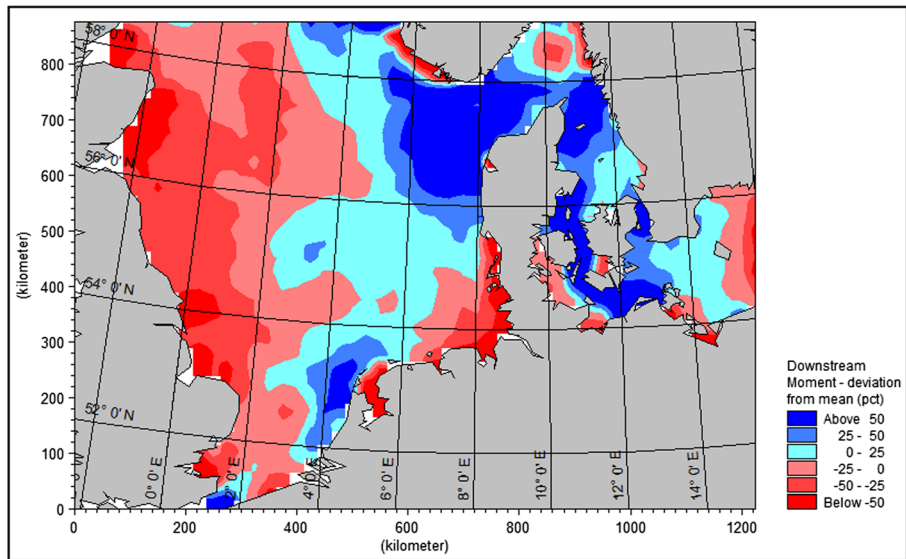 58° 0' N
800
700
56° 0' N
600
500
(kilometer)
400
54° 0' N
300
200
52° 0' N
100
0
0° 0' E
2° 0' E
4° 0' E
6° 0' E
8° 0' E
10° 0' E
12° 0' E
14° 0' E
0 200 400 600 800 1000 1200
(kilometer)
Downstream
Moment - deviation
from mean (pct)
Above 50
25 - 50
0 - 25
-25 - 0
-50 - -25
Below -50